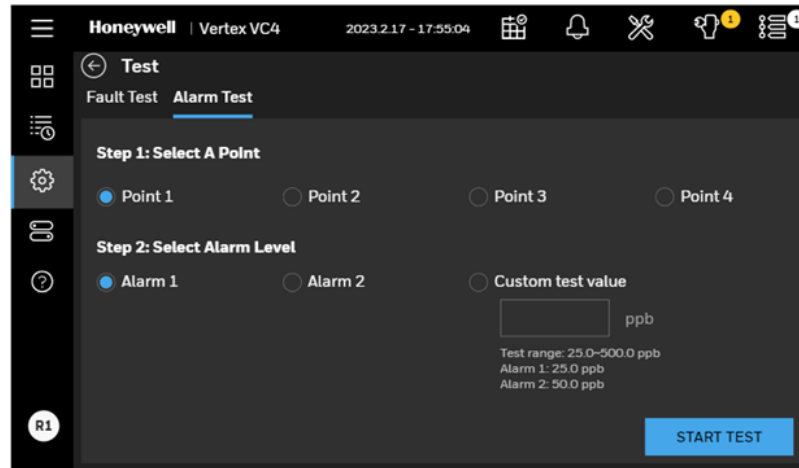 Honeywell | Vertex VC4 2023.2.17 - 17:55:04 1 1
Test
Fault Test Alarm Test
Step 1: Select A Point
Point 1 Point 2 Point 3 Point 4
Step 2: Select Alarm Level
Alarm 1 Alarm 2 Custom test value
ppb
Test range: 25.0~500.0 ppb
Alarm 1: 25.0 ppb
Alarm 2: 50.0 ppb
R1
START TEST